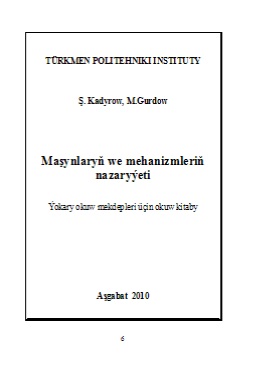 TÜRKMEN POLITEHNIKI INSTITUTY
Ş. Kadyrow, M.Gurdow
Maşynlaryň we mehanizmleriň
nazaryýeti
Ýokary okuw mekdepleri üçin okuw kitaby
Aşgabat 2010
6